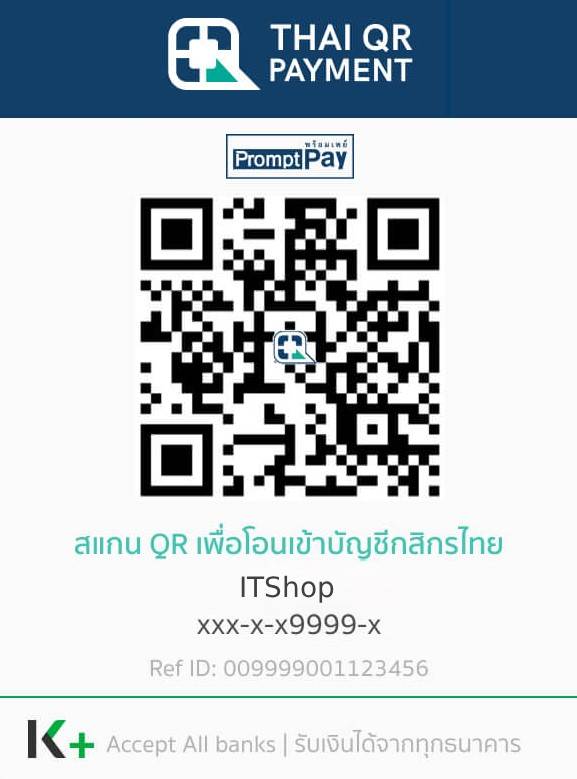 THAI QR
PAYMENT
พร้อมเพย์
PromptPay
สแกน QR เพื่อโอนเข้าบัญชีกสิกรไทย
ITShop
xxx-x-x9999-x
Ref ID: 009999001123456
K+ Accept All banks | รับเงินได้จากทุกธนาคาร